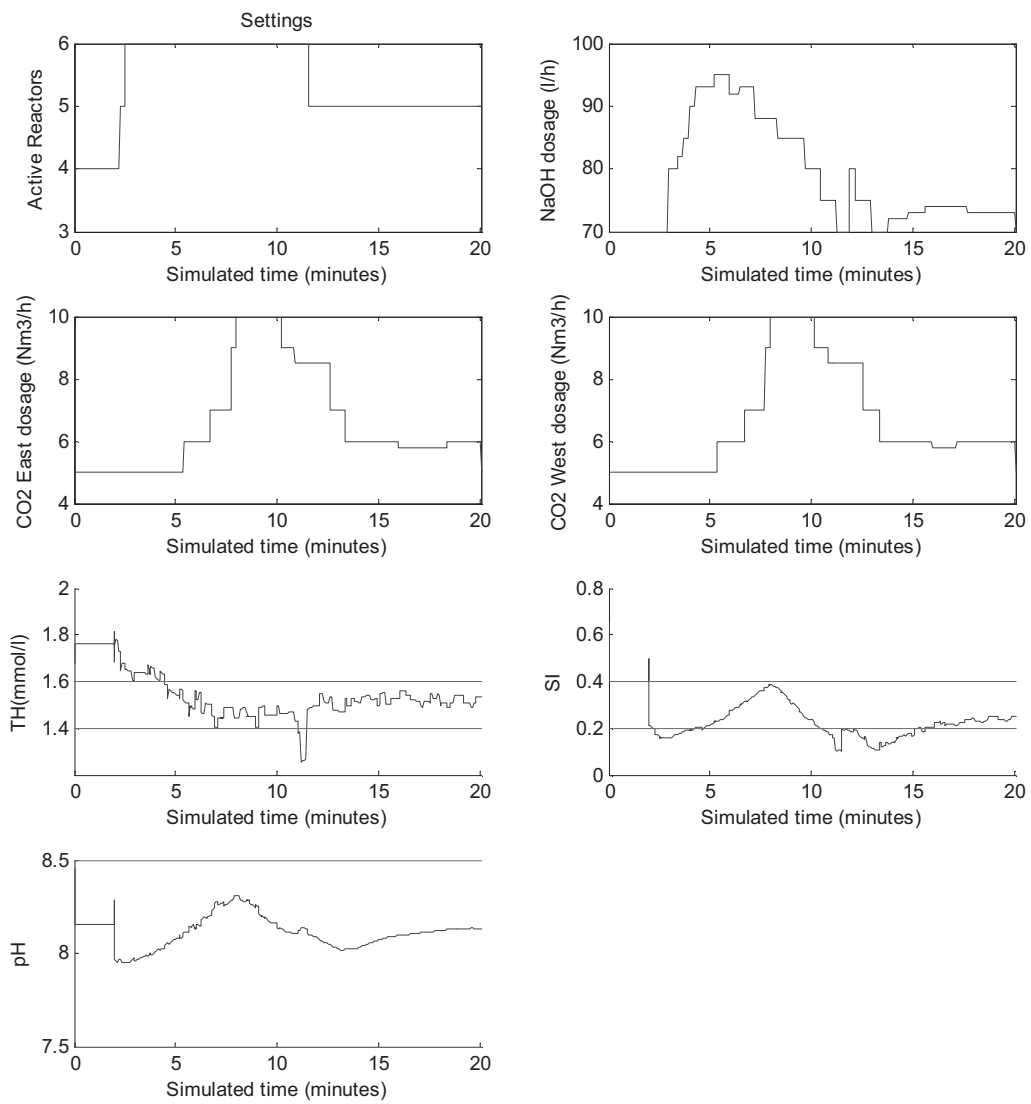 Settings
Active Reactors
6
5
4
3
0 5 10 15 20
Simulated time (minutes)
NaOH dosage (l/h)
100
90
80
70
0 5 10 15 20
Simulated time (minutes)
CO2 East dosage (Nm3/h)
10
8
6
4
0 5 10 15 20
Simulated time (minutes)
CO2 West dosage (Nm3/h)
10
8
6
4
0 5 10 15 20
Simulated time (minutes)
TH(mmol/l)
2
1.8
1.6
1.4
0 5 10 15 20
Simulated time (minutes)
SI
0.8
0.6
0.4
0.2
0
0 5 10 15 20
Simulated time (minutes)
pH
8.5
8
7.5
0 5 10 15 20
Simulated time (minutes)